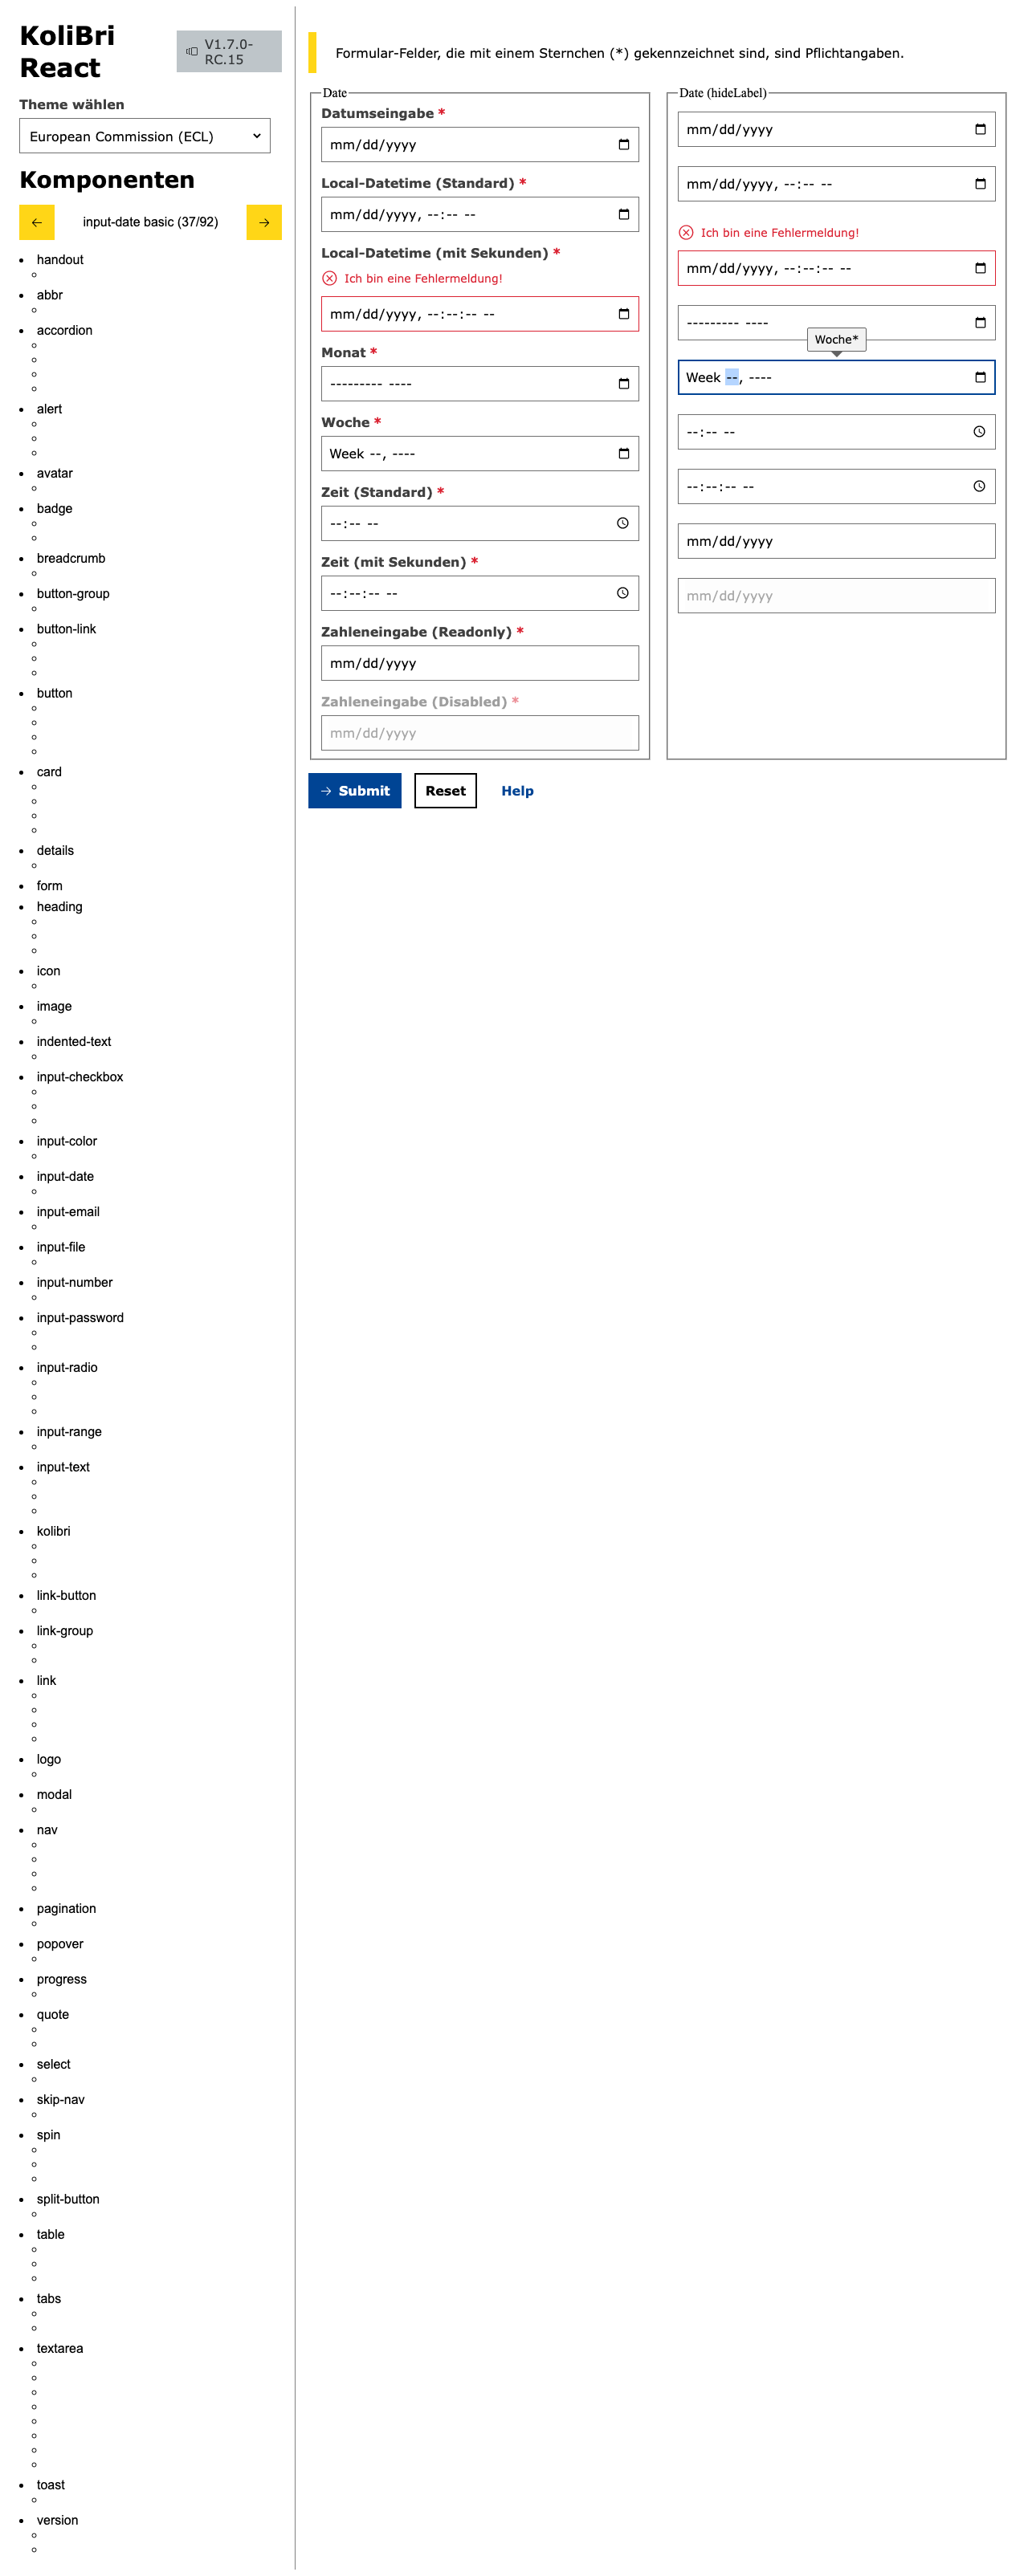 KoliBri
React
V1.7.0-
RC.15
Theme wählen
European Commission (ECL)
Komponenten
input-date basic (37/92)
handout
abbr
accordion
alert
avatar
badge
breadcrumb
button-group
button-link
button
card
details
form
heading
icon
image
indented-text
input-checkbox
input-color
input-date
input-email
input-file
input-number
input-password
input-radio
input-range
input-text
kolibri
link-button
link-group
link
logo
modal
nav
pagination
popover
progress
quote
select
skip-nav
spin
split-button
table
tabs
textarea
toast
version
Formular-Felder, die mit einem Sternchen (*) gekennzeichnet sind, sind Pflichtangaben.
Date
Datumseingabe *
mm/dd/yyyy
Local-Datetime (Standard) *
mm/dd/yyyy, --:-- --
Local-Datetime (mit Sekunden) *
Ich bin eine Fehlermeldung!
mm/dd/yyyy, --:--:-- --
Monat *
--------- ----
Woche *
Week --, ----
Zeit (Standard) *
--:-- --
Zeit (mit Sekunden) *
--:--:-- --
Zahleneingabe (Readonly) *
mm/dd/yyyy
Zahleneingabe (Disabled) *
mm/dd/yyyy
Date (hideLabel)
mm/dd/yyyy
mm/dd/yyyy, --:-- --
Ich bin eine Fehlermeldung!
mm/dd/yyyy, --:--:-- --
--------- ----
Woche*
Week --, ----
--:-- --
--:--:-- --
mm/dd/yyyy
mm/dd/yyyy
Submit
Reset
Help